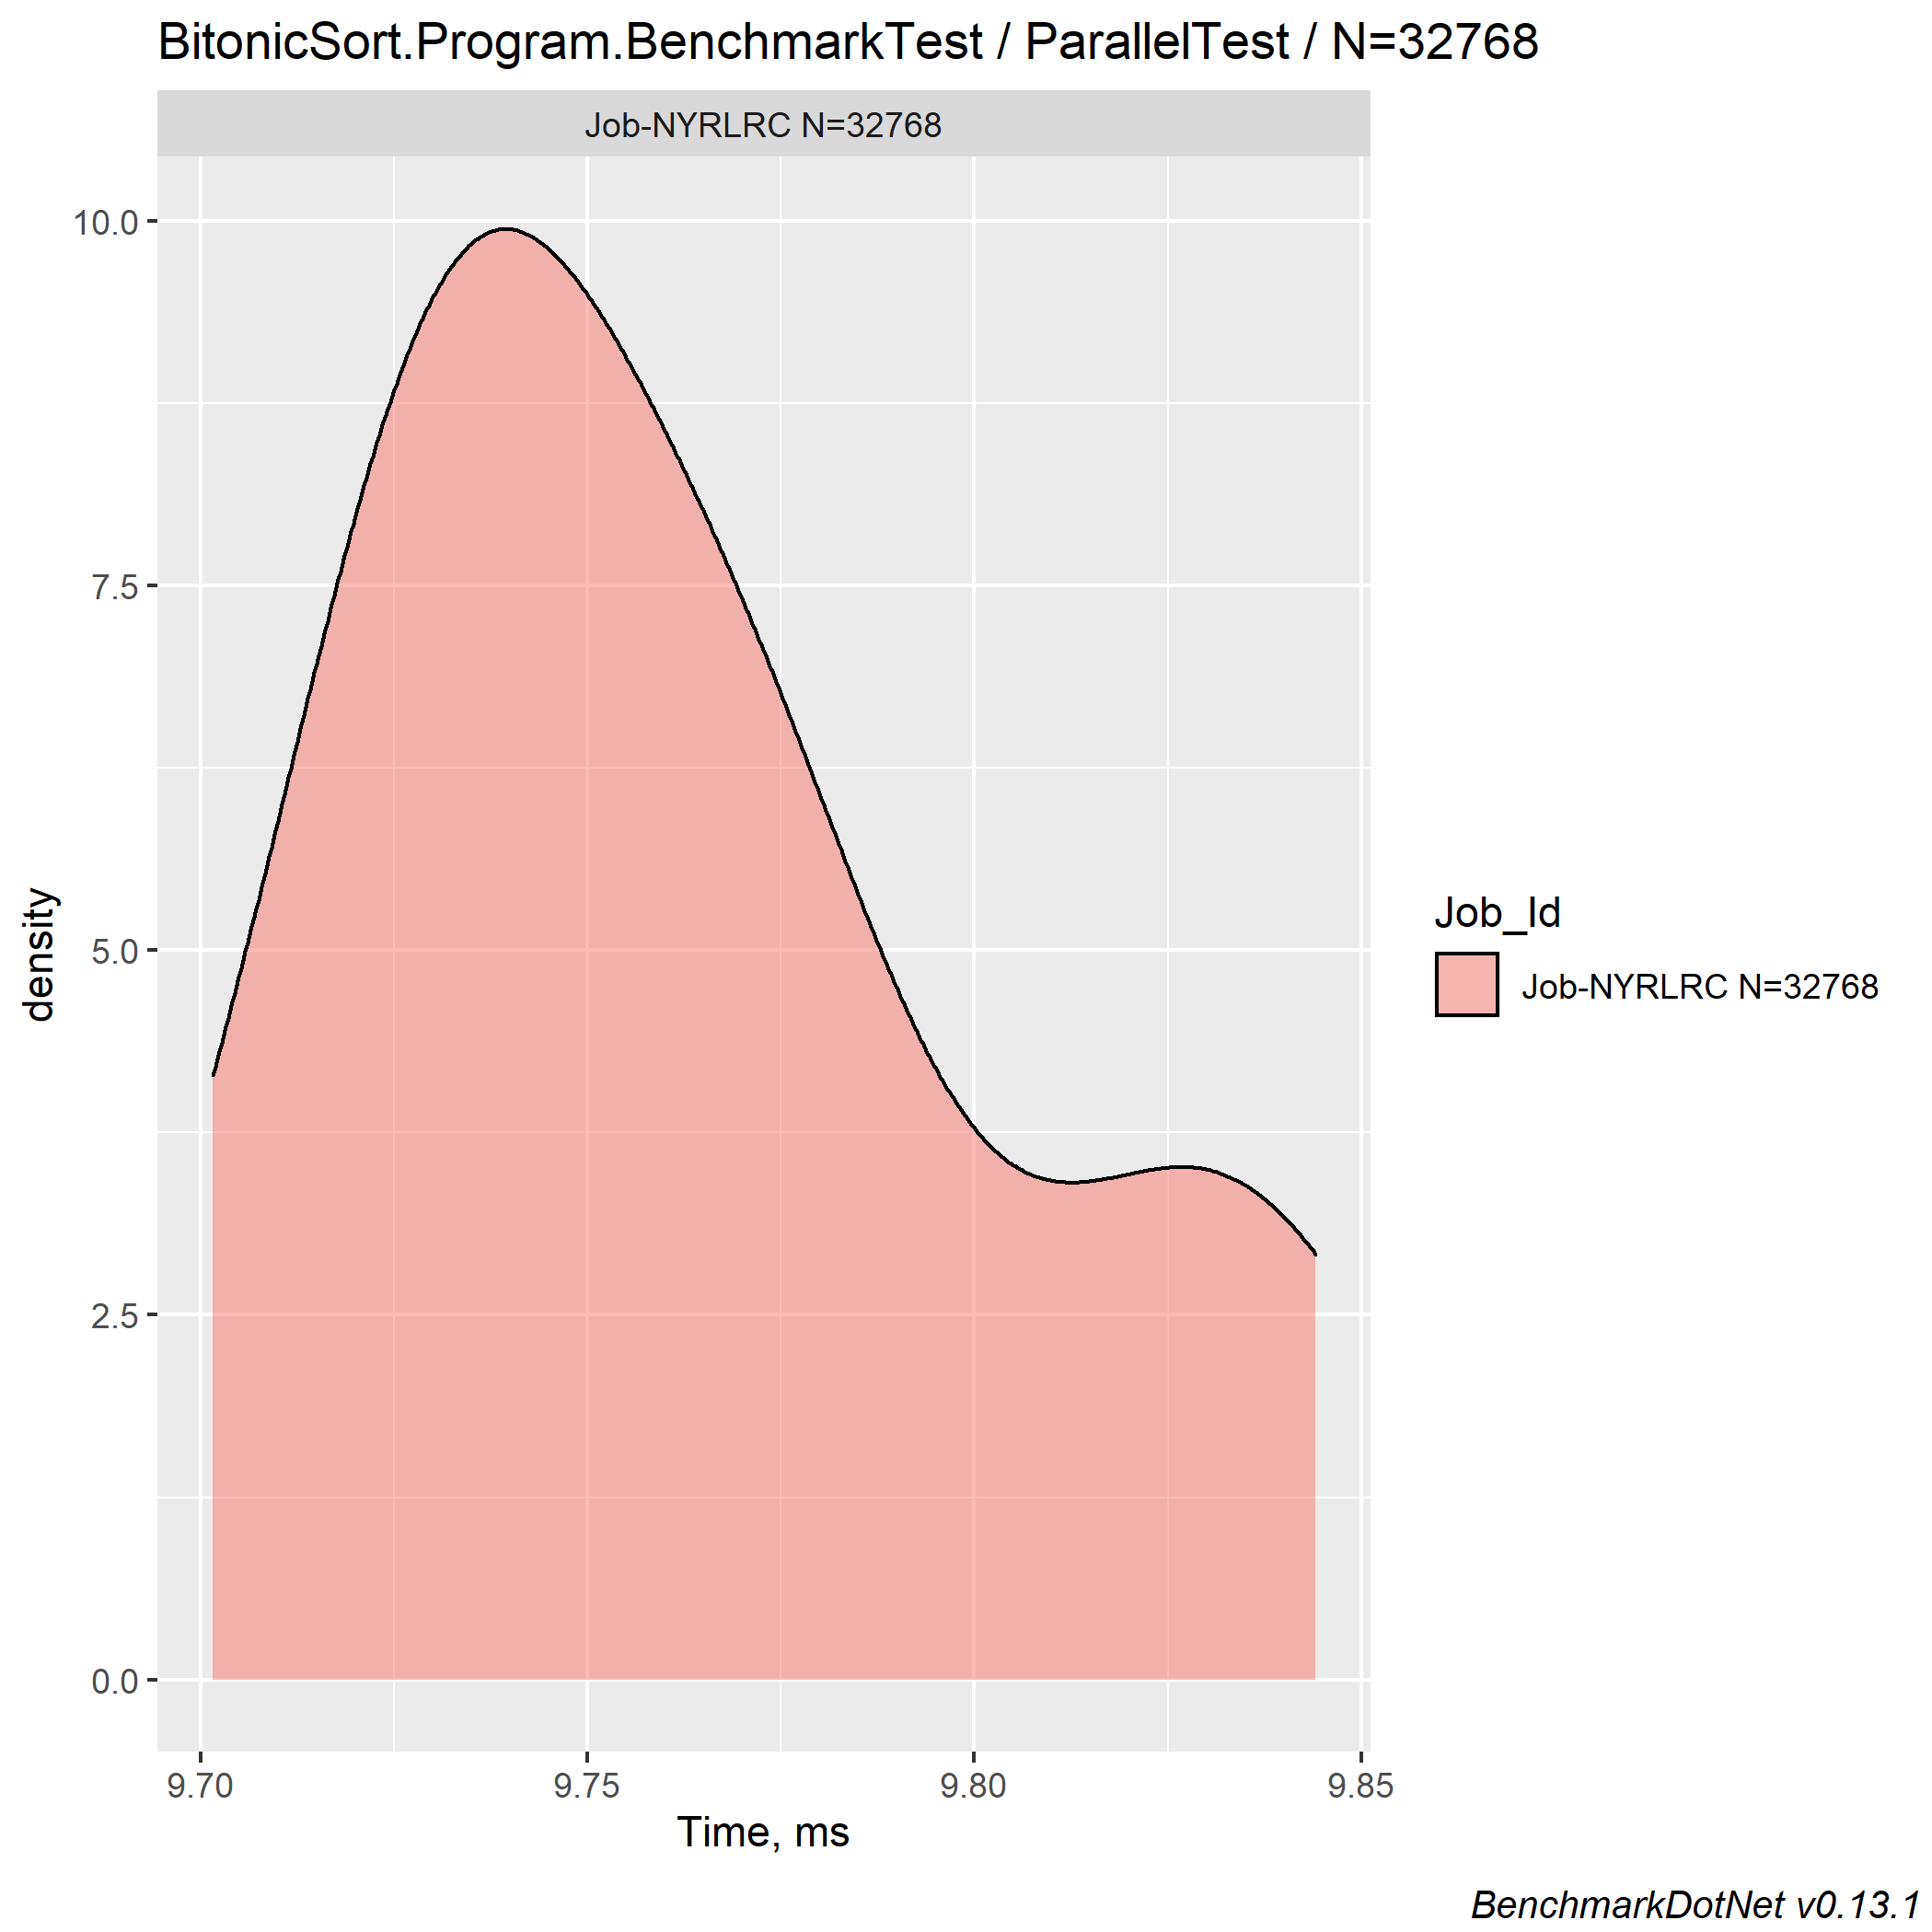 BitonicSort.Program.BenchmarkTest / ParallelTest / N=32768
Job-NYRLRC N=32768
10.0
7.5
5.0
2.5
0.0
density
9.70 9.75 9.80 9.85
Time, ms
Job_Id
Job-NYRLRC N=32768
BenchmarkDotNet v0.13.1